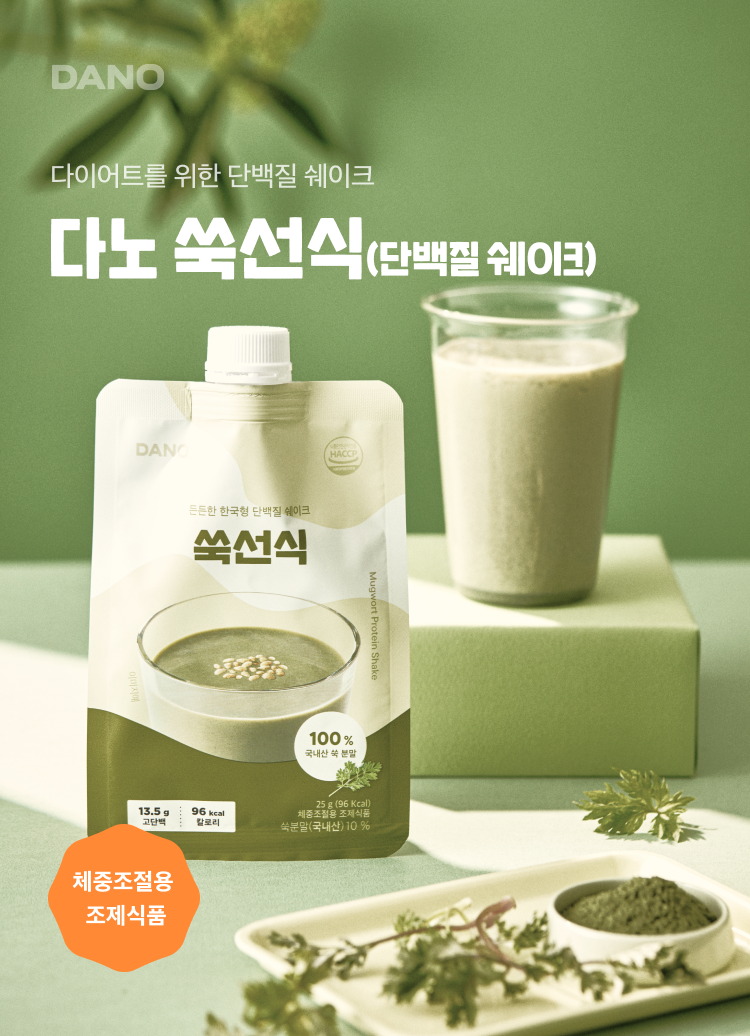 DANO
다이어트를 위한 단백질 쉐이크
다노 쑥선식(단백질 쉐이크)
DANO
HACCP
든든한 한국형 단백질 쉐이크
쑥선식
Mugwort Protein Shake
100 %
국내산 쑥 분말
13.5 g
고단백
96 kcal
칼로리
25 g (96 Kcal)
체중조절용 조제식품
쑥분말(국내산) 10 %
체중조절용
조제식품